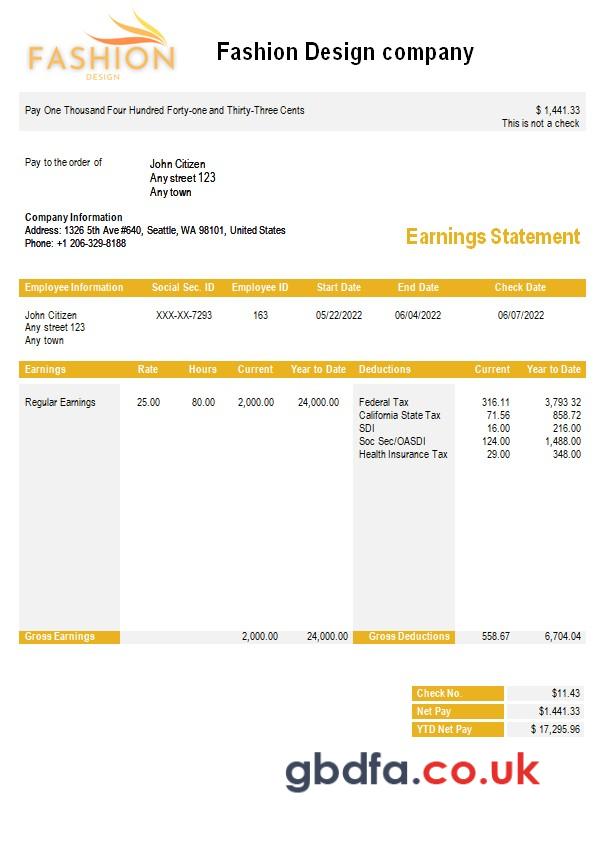 FASHION
DESIGN
Fashion Design company
Pay One Thousand Four Hundred Forty-one and Thirty-Three Cents $ 1,441.33
This is not a check
Pay to the order of John Citizen
Any street 123
Any town
Company Information
Address: 1326 5th Ave #640, Seattle, WA 98101, United States
Phone: +1 206-329-8188
Earnings Statement
Employee Information Social Sec. ID Employee ID Start Date End Date Check Date
John Citizen XXX-XX-7293 163 05/22/2022 06/04/2022 06/07/2022
Any street 123
Any town
Earnings Rate Hours Current Year to Date Deductions Current Year to Date
Regular Earnings 25.00 80.00 2,000.00 24,000.00 Federal Tax 316.11 3,793 32
California State Tax 71.56 858.72
SDI 16.00 216.00
Soc Sec/OASDI 124.00 1,488.00
Health Insurance Tax 29.00 348.00
Gross Earnings 2,000.00 24,000.00 Gross Deductions 558.67 6,704.04
Check No. $11.43
Net Pay $1.441.33
YTD Net Pay $ 17,295.96
gbdfa.co.uk